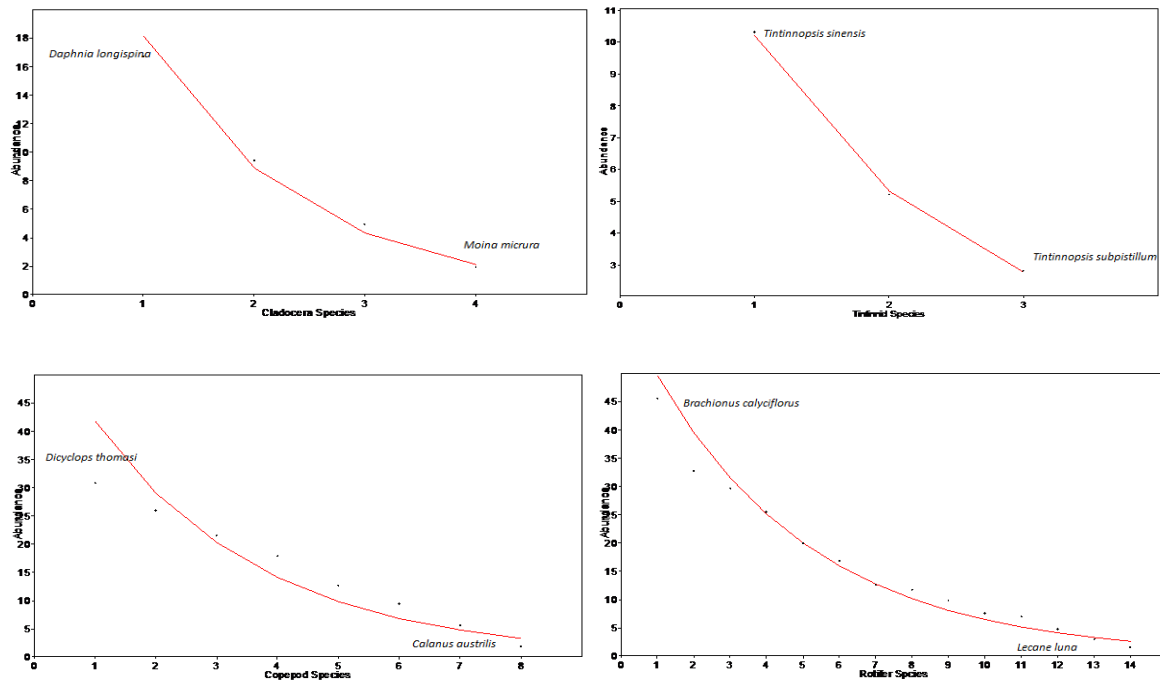 18
16
14
12
10
8
6
4
2
0
Abundance
Daphnia longispina
Moina micrura
0 1 2 3 4
Cladocera Species
11
10
9
8
7
6
5
4
3
Abundance
Tintinnopsis sinensis
Tintinnopsis subpistillum
0 1 2 3
Tintinnid Species
45
40
35
30
25
20
15
10
5
0
Abundance
Dicyclops thomasi
Calanus austrilis
0 1 2 3 4 5 6 7 8
Copepod Species
45
40
35
30
25
20
15
10
5
0
Abundance
Brachionus calyciflorus
Lecane luna
0 1 2 3 4 5 6 7 8 9 10 11 12 13 14
Rotifer Spcies